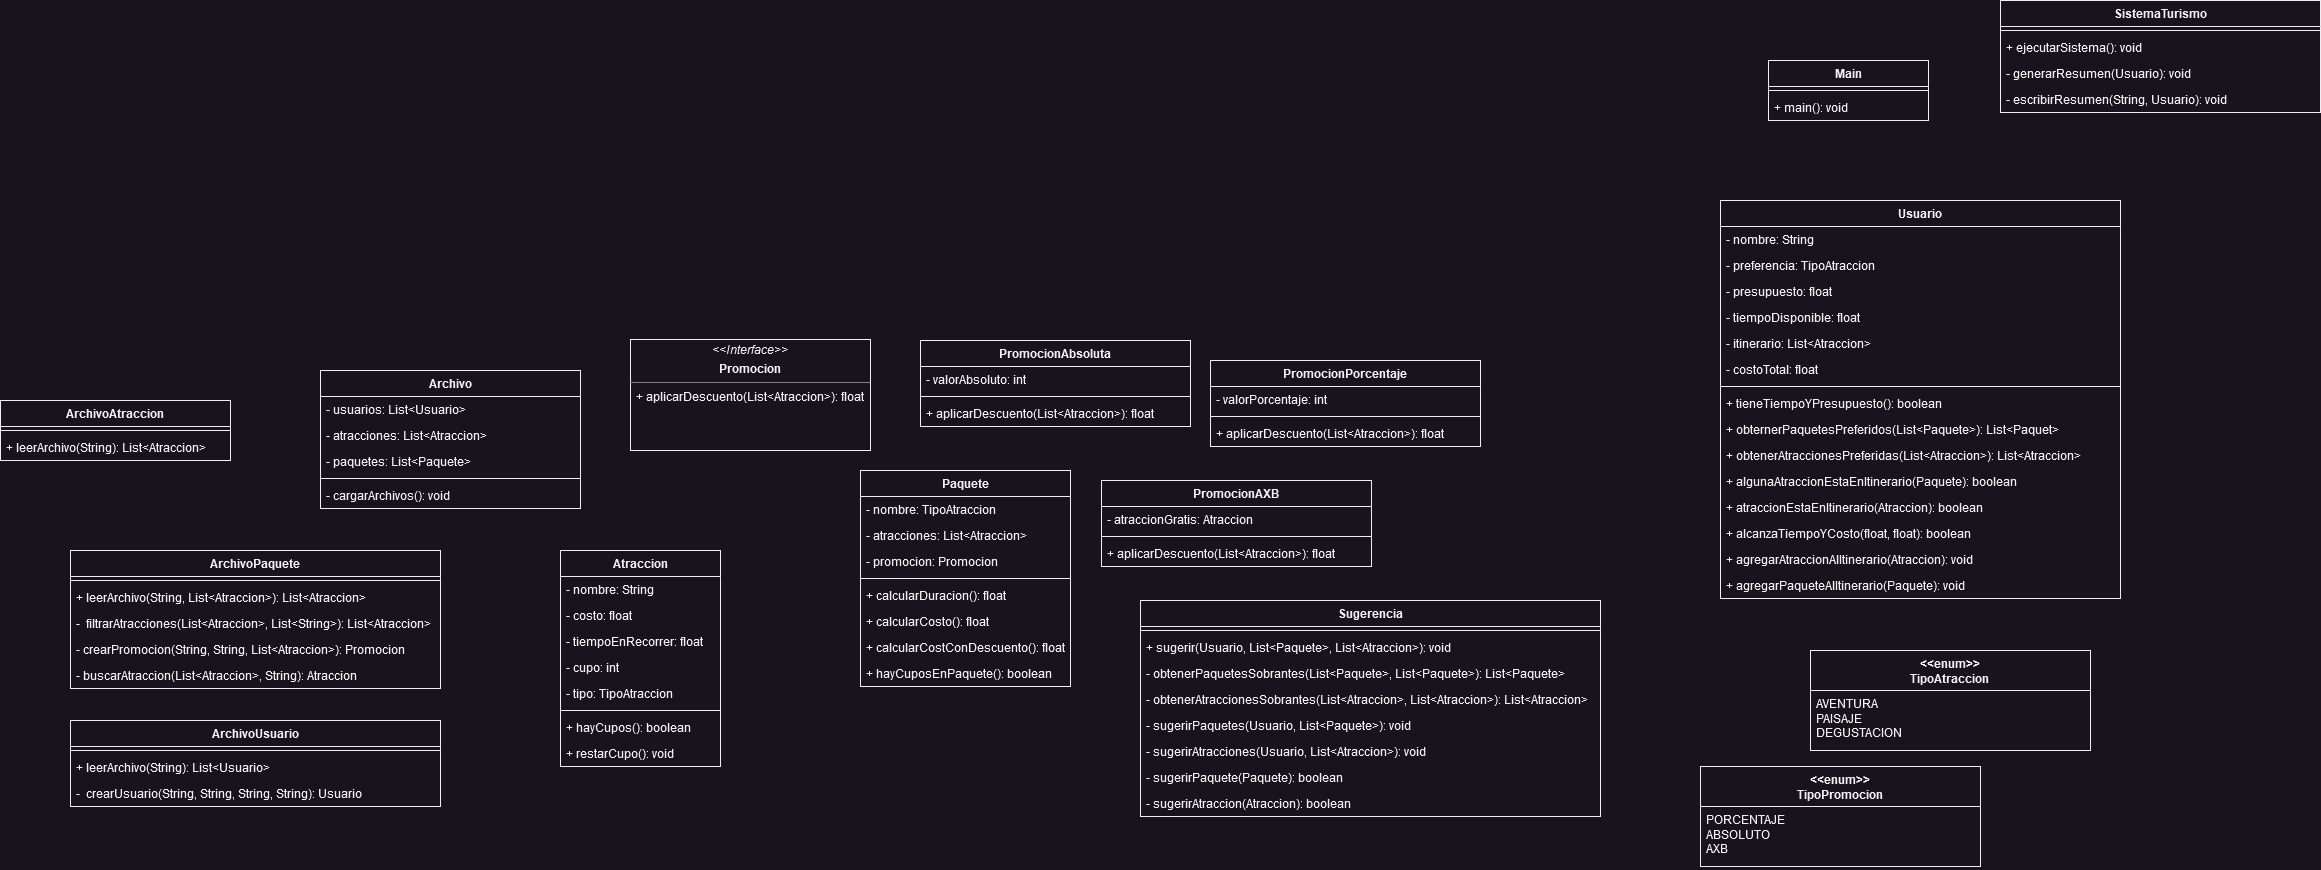 SistemaTurismo
+ ejecutarSistema(): void
- generarResumen(Usuario): void
- escribirResumen(String, Usuario): void
Main
+ main(): void
Usuario
- nombre: String
- preferencia: TipoAtraccion
- presupuesto: float
- tiempoDisponible: float
- itinerario: List<Atraccion>
- costoTotal: float
+ tieneTiempoYPresupuesto(): boolean
+ obternerPaquetesPreferidos(List<Paquete>): List<Paquet>
+ obtenerAtraccionesPreferidas(List<Atraccion>): List<Atraccion>
+ algunaAtraccionEstaEnItinerario(Paquete): boolean
+ atraccionEstaEnItinerario(Atraccion): boolean
+ alcanzaTiempoYCosto(float, float): boolean
+ agregarAtraccionAlItinerario(Atraccion): void
+ agregarPaqueteAlItinerario(Paquete): void
ArchivoAtraccion
+ leerArchivo(String): List<Atraccion>
Archivo
- usuarios: List<Usuario>
- atracciones: List<Atraccion>
- paquetes: List<Paquete>
- cargarArchivos(): void
<<Interface>>
Promocion
+ aplicarDescuento(List<Atraccion>): float
PromocionAbsoluta
- valorAbsoluto: int
+ aplicarDescuento(List<Atraccion>): float
PromocionPorcentaje
- valorPorcentaje: int
+ aplicarDescuento(List<Atraccion>): float
Paquete
- nombre: TipoAtraccion
- atracciones: List<Atraccion>
- promocion: Promocion
+ calcularDuracion(): float
+ calcularCosto(): float
+ calcularCostConDescuento(): float
+ hayCuposEnPaquete(): boolean
PromocionAXB
- atraccionGratis: Atraccion
+ aplicarDescuento(List<Atraccion>): float
ArchivoPaquete
+ leerArchivo(String, List<Atraccion>): List<Atraccion>
- filtrarAtracciones(List<Atraccion>, List<String>): List<Atraccion>
- crearPromocion(String, String, List<Atraccion>): Promocion
- buscarAtraccion(List<Atraccion>, String): Atraccion
Atraccion
- nombre: String
- costo: float
- tiempoEnRecorrer: float
- cupo: int
- tipo: TipoAtraccion
+ hayCupos(): boolean
+ restarCupo(): void
Sugerencia
+ sugerir(Usuario, List<Paquete>, List<Atraccion>): void
- obtenerPaquetesSobrantes(List<Paquete>, List<Paquete>): List<Paquete>
- obtenerAtraccionesSobrantes(List<Atraccion>, List<Atraccion>): List<Atraccion>
- sugerirPaquetes(Usuario, List<Paquete>): void
- sugerirAtracciones(Usuario, List<Atraccion>): void
- sugerirPaquete(Paquete): boolean
- sugerirAtraccion(Atraccion): boolean
ArchivoUsuario
+ leerArchivo(String): List<Usuario>
- crearUsuario(String, String, String, String): Usuario
<<enum>>
TipoAtraccion
AVENTURA
PAISAJE
DEGUSTACION
<<enum>>
TipoPromocion
PORCENTAJE
ABSOLUTO
AXB